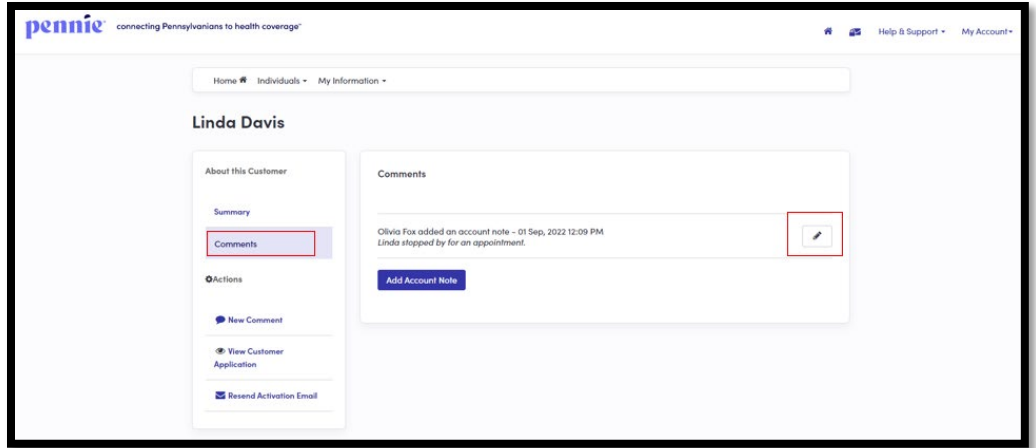 pennie connecting Pennsylvanians to health coverage™
Help & Support My Account
Home Individuals My Information
Linda Davis
About this Customer
Summary
Comments
Actions
New Comment
View Customer
Application
Resend Activation Email
Comments
Olivia Fox added an account note - 01 Sep, 2022 12:09 PM
Linda stopped by for an appointment.
Add Account Note